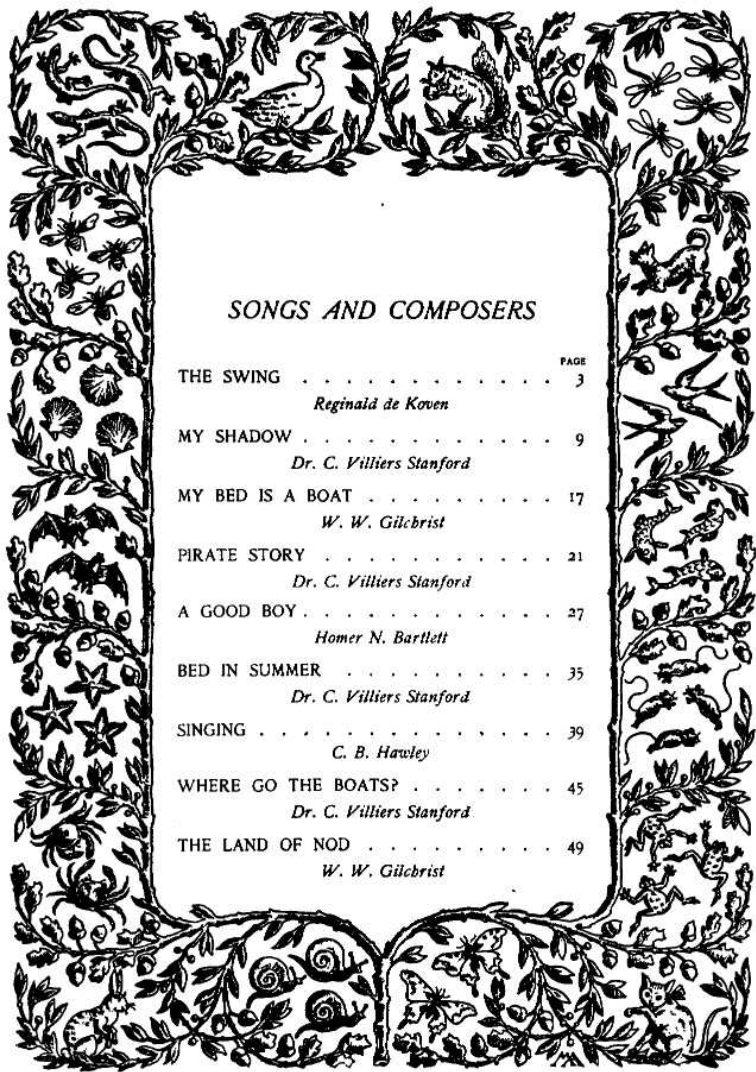 SONGS AND COMPOSERS
PAGE
THE SWING . . . . . . . . . . . . 3
Reginald de Koven
MY SHADOW . . . . . . . . . . . . 9
Dr. C. Villiers Stanford
MY BED IS A BOAT . . . . . . . . . 17
W. W. Gilchrist
PIRATE STORY . . . . . . . . . . . 21
Dr. C. Villiers Stanford
A GOOD BOY . . . . . . . . . . . . 27
Homer N. Bartlett
BED IN SUMMER . . . . . . . . . . 35
Dr. C. Villiers Stanford
SINGING . . . . . . . . . . . . . . 39
C. B. Hawley
WHERE GO THE BOATS? . . . . . . . 45
Dr. C. Villiers Stanford
THE LAND OF NOD . . . . . . . . . 49
W. W. Gilchrist